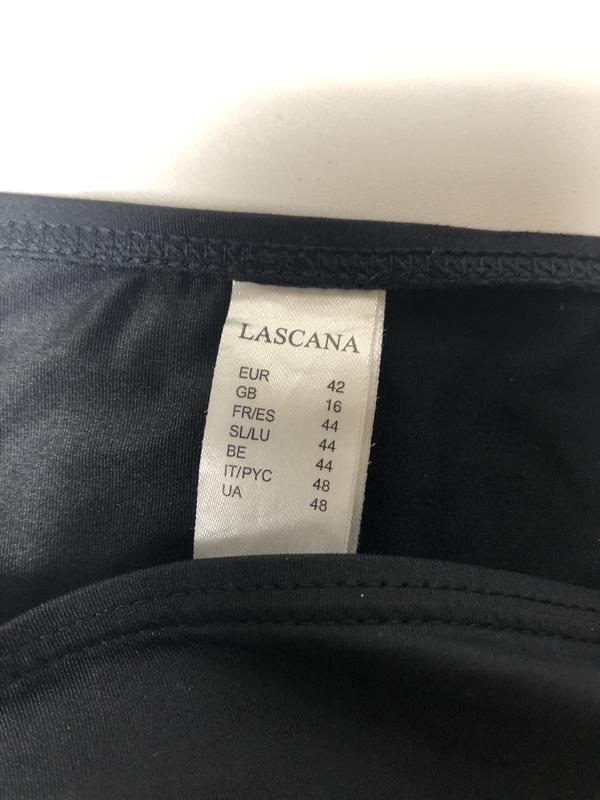 LASCANA
EUR 42
GB 16
FR/ES 44
SL/LU 44
BE 44
IT/PYC 48
UA 48